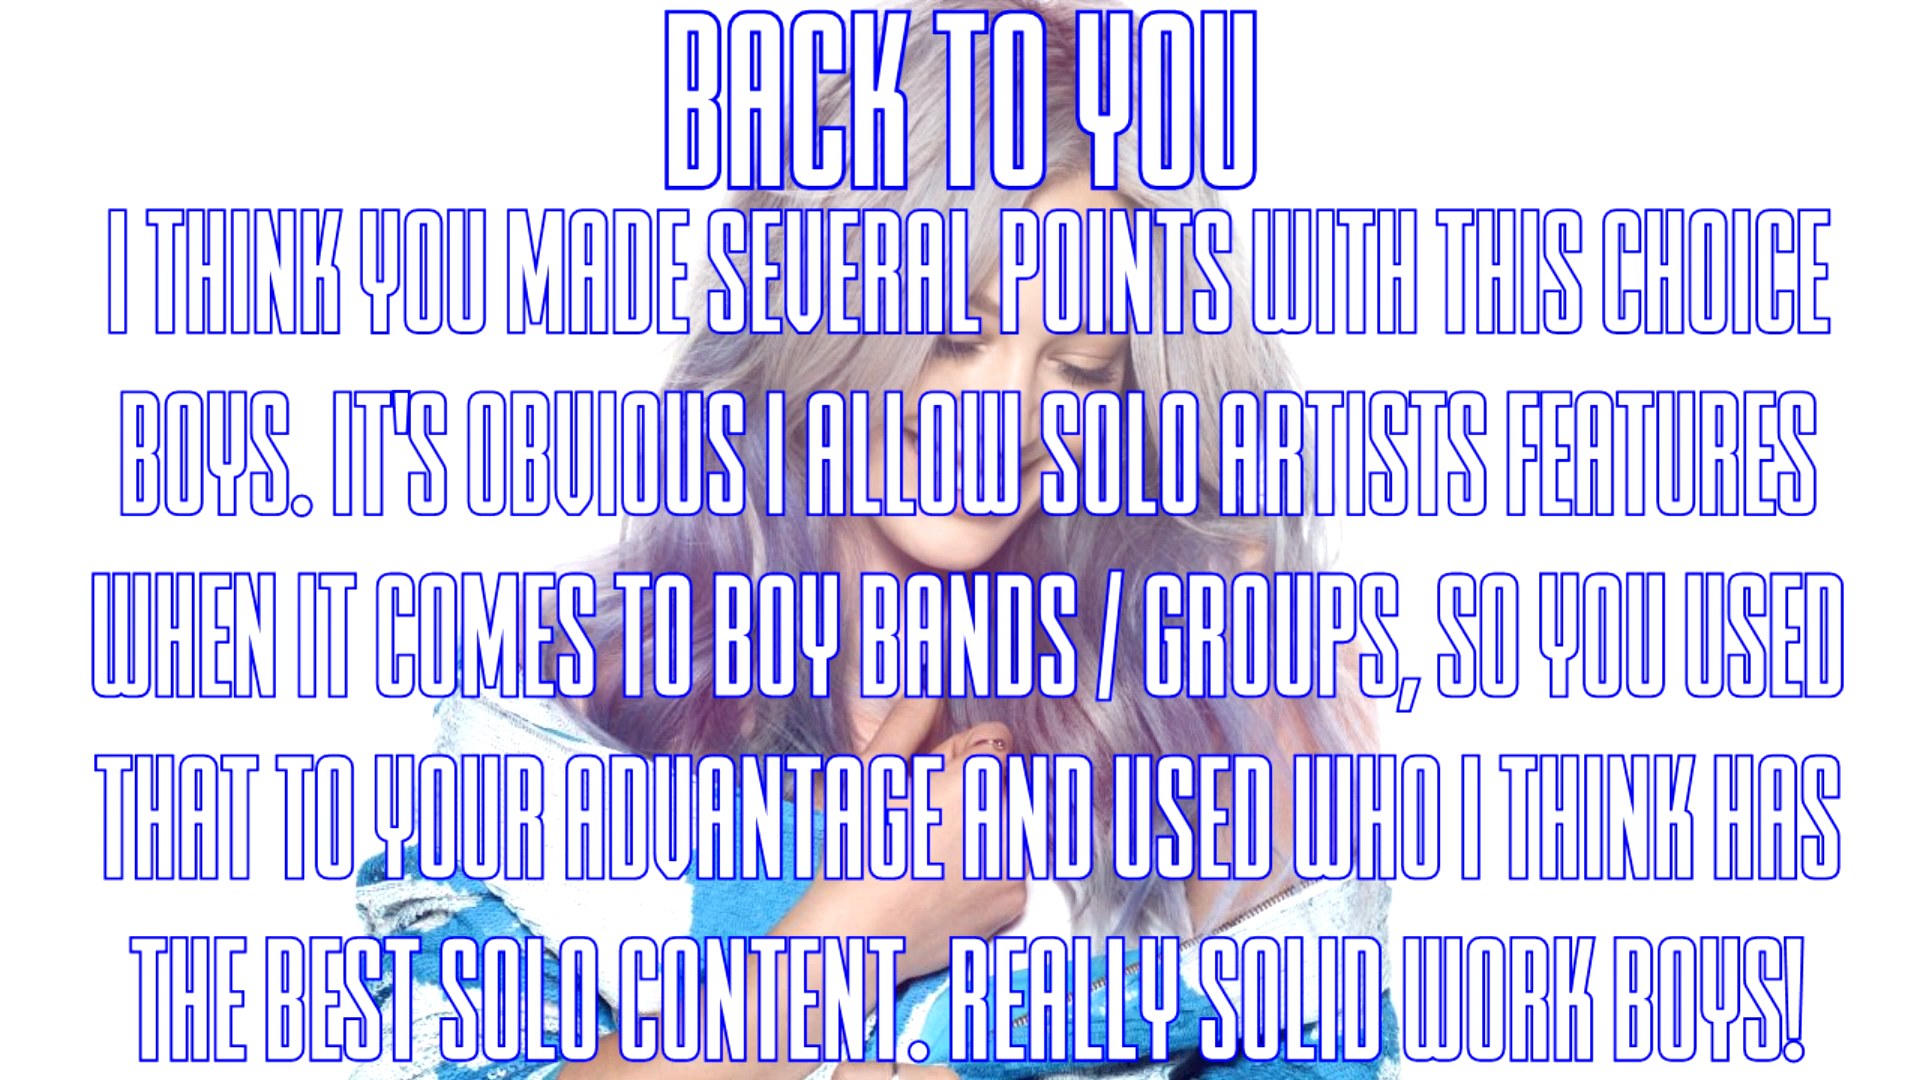 BACK TO YOU
I THINK YOU MADE SEVERAL POINTS WITH THIS CHOICE
BOYS. IT'S OBVIOUS I ALLOW SOLO ARTISTS FEATURES
WHEN IT COMES TO BOY BANDS / GROUPS, SO YOU USED
THAT TO YOUR ADVANTAGE AND USED WHO I THINK HAS
THE BEST SOLO CONTENT. REALLY SOLID WORK BOYS!